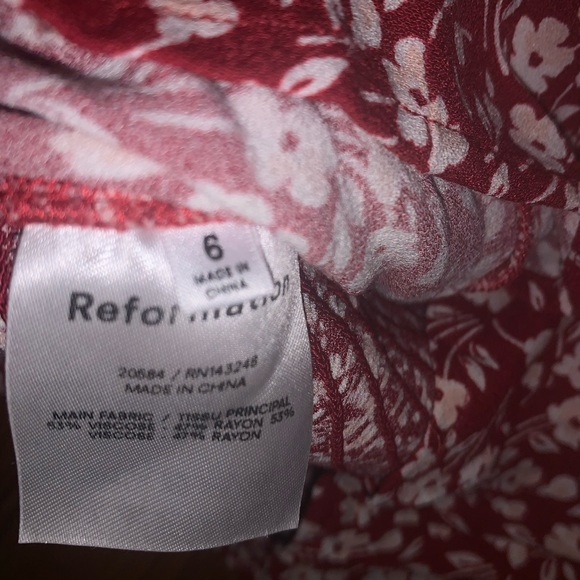 6
MADE IN
CHINA
Reformation
20584 / RN143248
MADE IN CHINA
MAIN FABRIC / TISSU PRINCIPAL
53% VISCOSE - 47% RAYON 53%
VISCOSE - 47% RAYON